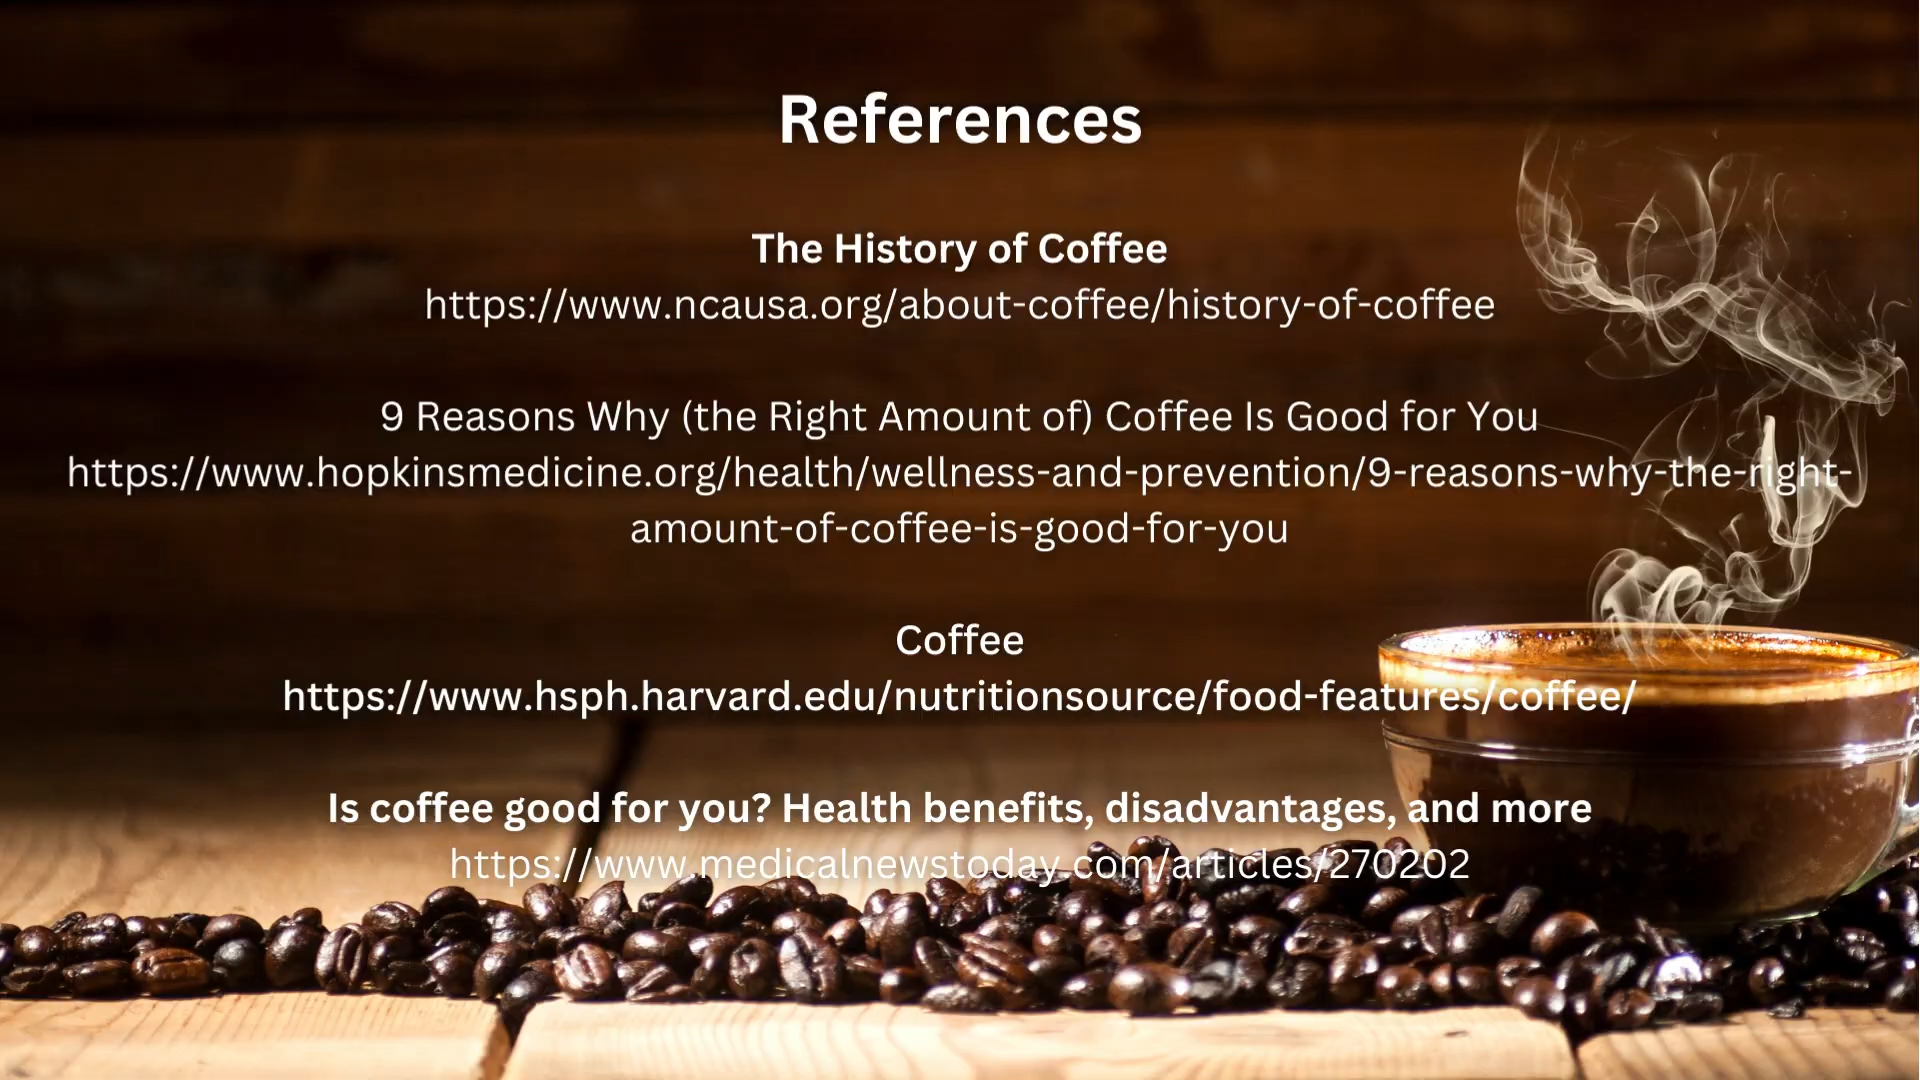 References
The History of Coffee
https://www.ncausa.org/about-coffee/history-of-coffee
9 Reasons Why (the Right Amount of) Coffee Is Good for You
https://www.hopkinsmedicine.org/health/wellness-and-prevention/9-reasons-why-the-right-
amount-of-coffee-is-good-for-you
Coffee
https://www.hsph.harvard.edu/nutritionsource/food-features/coffee/
Is coffee good for you? Health benefits, disadvantages, and more
https://www.medicalnewstoday.com/articles/270202